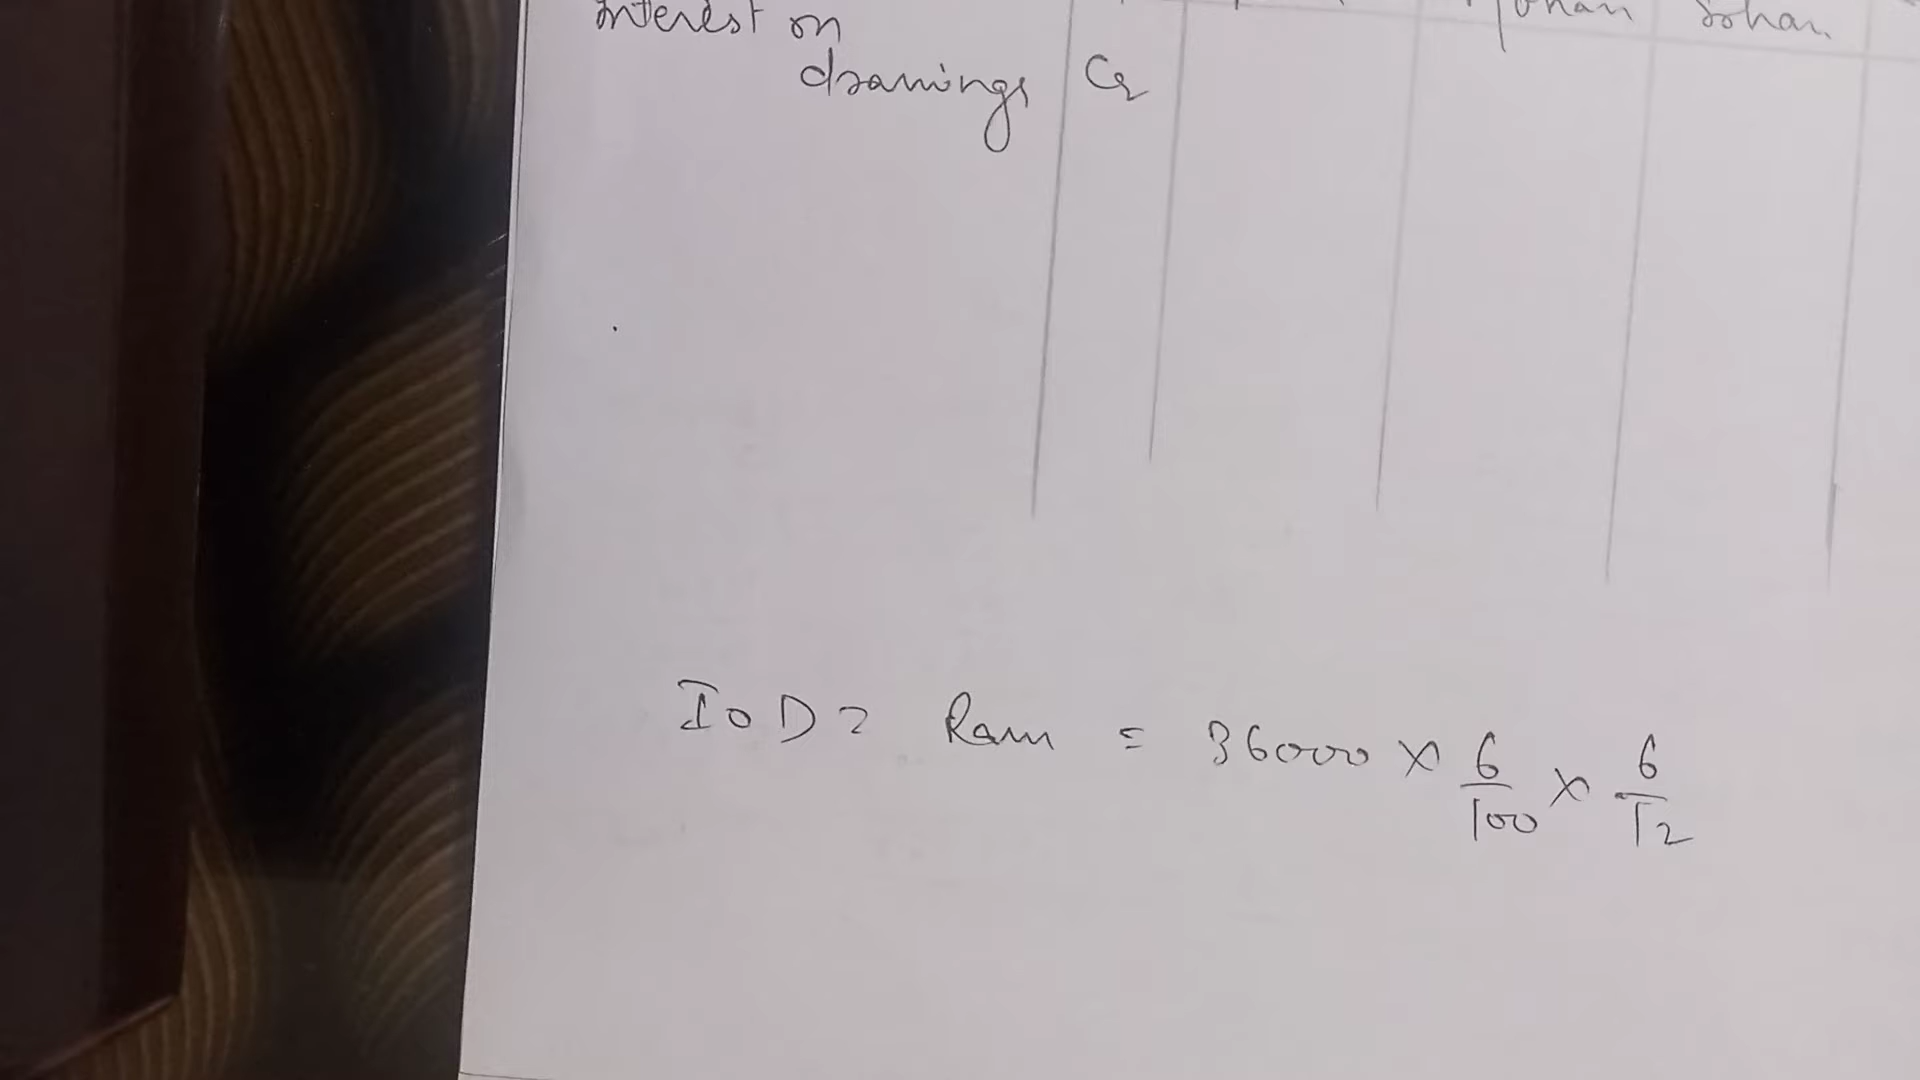 Mohan Sohan
Interest on
drawings Cr
IOD = Ram = 36000 × 6/100 × 6/12